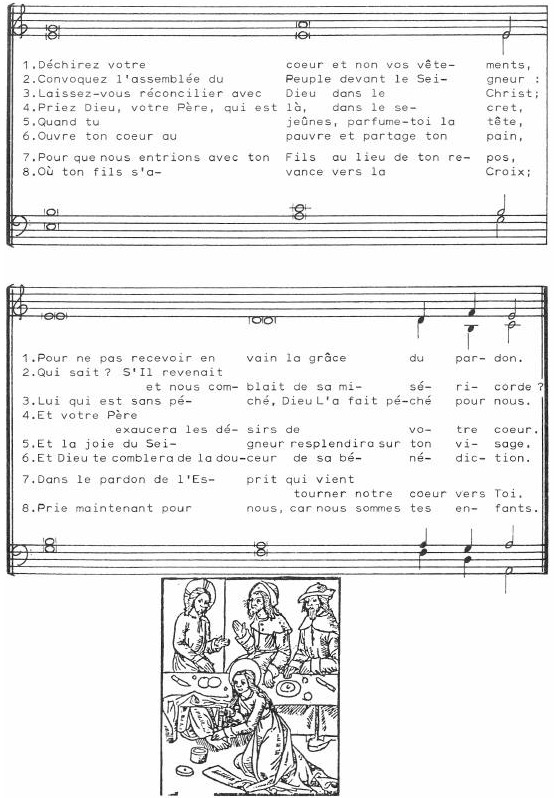 1.Déchirez votre coeur et non vos vête- ments,
2.Convoquez l'assemblée du Peuple devant le Sei- gneur :
3.Laissez-vous réconcilier avec Dieu dans le Christ;
4.Priez Dieu, votre Père, qui est là, dans le se- cret,
5.Quand tu jeûnes, parfume-toi la tête,
6.Ouvre ton coeur au pauvre et partage ton pain,
7.Pour que nous entrions avec ton Fils au lieu de ton re- pos,
8.Où ton fils s'a- vance vers la Croix;
1.Pour ne pas recevoir en vain la grâce du par- don.
2.Qui sait ? S'Il revenait
et nous com- blait de sa mi- sé- ri- corde ?
3.Lui qui est sans pé- ché, Dieu L'a fait pé-ché pour nous.
4.Et votre Père
exaucera les dé- sirs de vo- tre coeur.
5.Et la joie du Sei- gneur resplendira sur ton vi- sage.
6.Et Dieu te comblera de la dou-ceur de sa bé- né- dic- tion.
7.Dans le pardon de l'Es- prit qui vient
tourner notre coeur vers Toi.
8.Prie maintenant pour nous, car nous sommes tes en- fants.